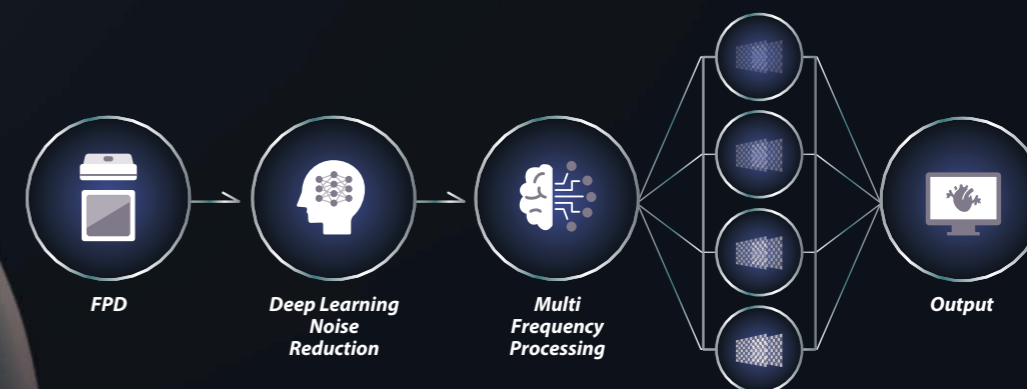 FPD
Deep Learning
Noise
Reduction
Multi
Frequency
Processing
Output